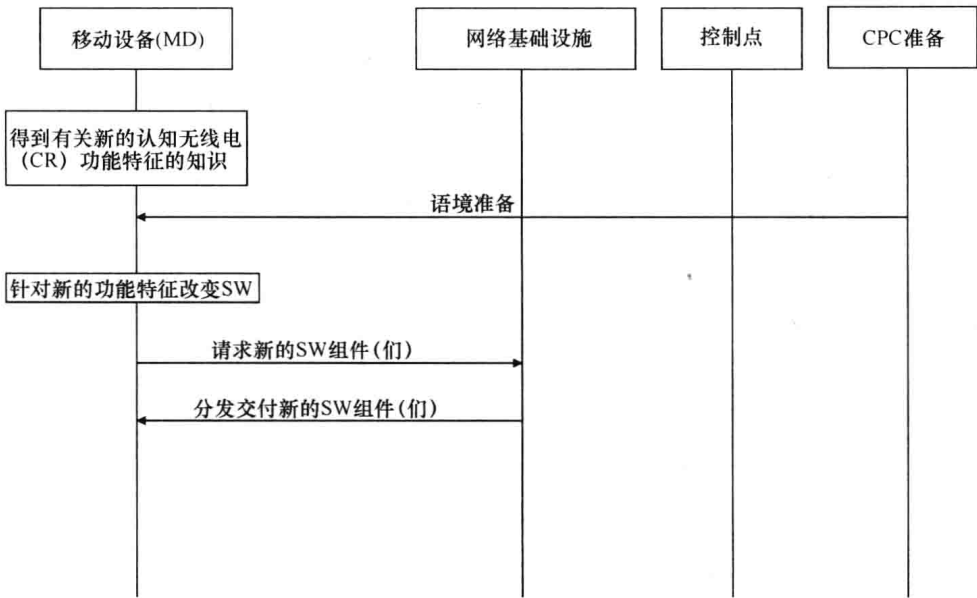 移动设备(MD)
网络基础设施
控制点
CPC准备
得到有关新的认知无线电
(CR) 功能特征的知识
语境准备
针对新的功能特征改变SW
请求新的SW组件(们)
分发交付新的SW组件(们)